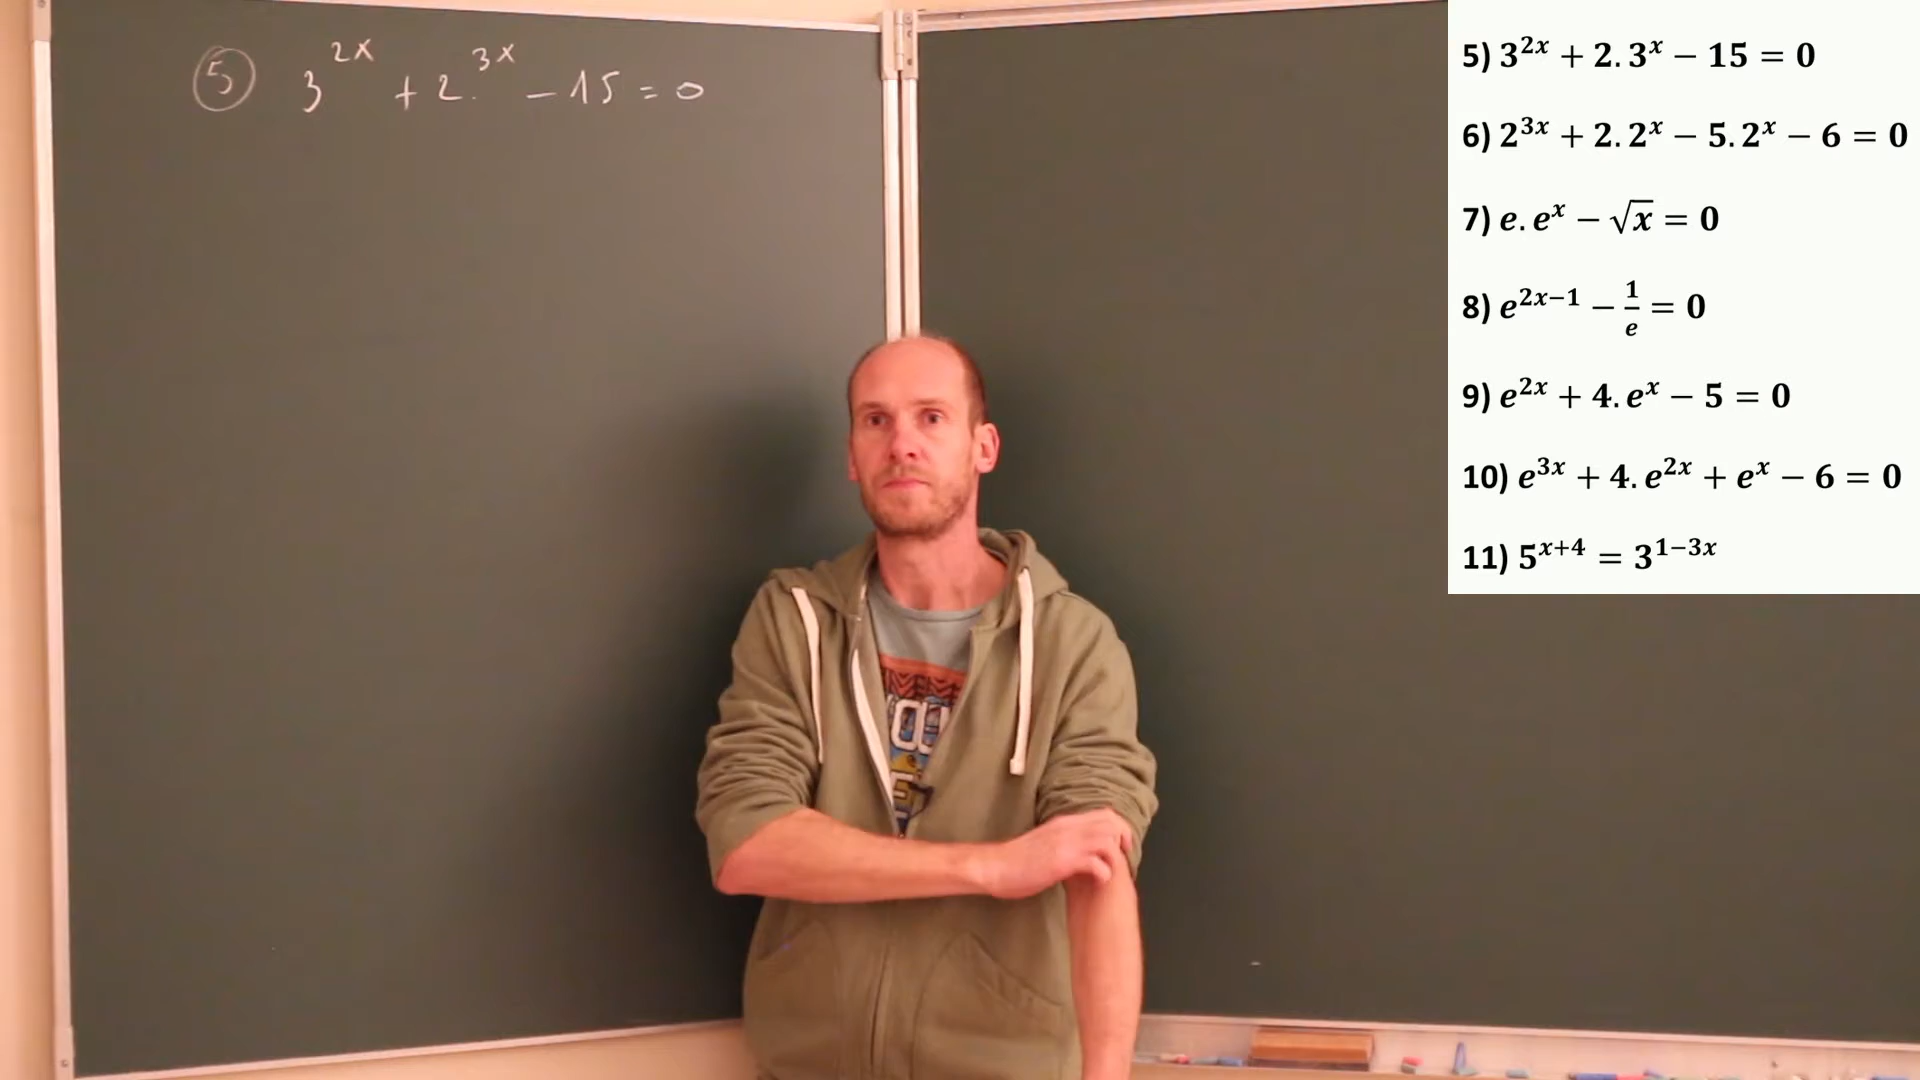 5 3^{2x} + 2.^{3x} - 15 = 0
5) 3^{2x} + 2. 3^x − 15 = 0
6) 2^{3x} + 2. 2^x − 5. 2^x − 6 = 0
7) e. e^x − √x = 0
8) e^{2x−1} − 1/e = 0
9) e^{2x} + 4. e^x − 5 = 0
10) e^{3x} + 4. e^{2x} + e^x − 6 = 0
11) 5^{x+4} = 3^{1−3x}